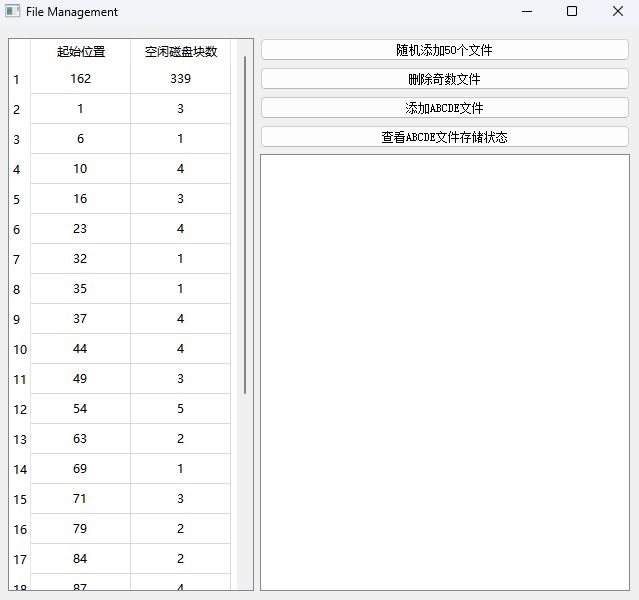 File Management
起始位置 空闲磁盘块数
1 162 339
2 1 3
3 6 1
4 10 4
5 16 3
6 23 4
7 32 1
8 35 1
9 37 4
10 44 4
11 49 3
12 54 5
13 63 2
14 69 1
15 71 3
16 79 2
17 84 2
18 87 4
随机添加50个文件
删除奇数文件
添加ABCDE文件
查看ABCDE文件存储状态